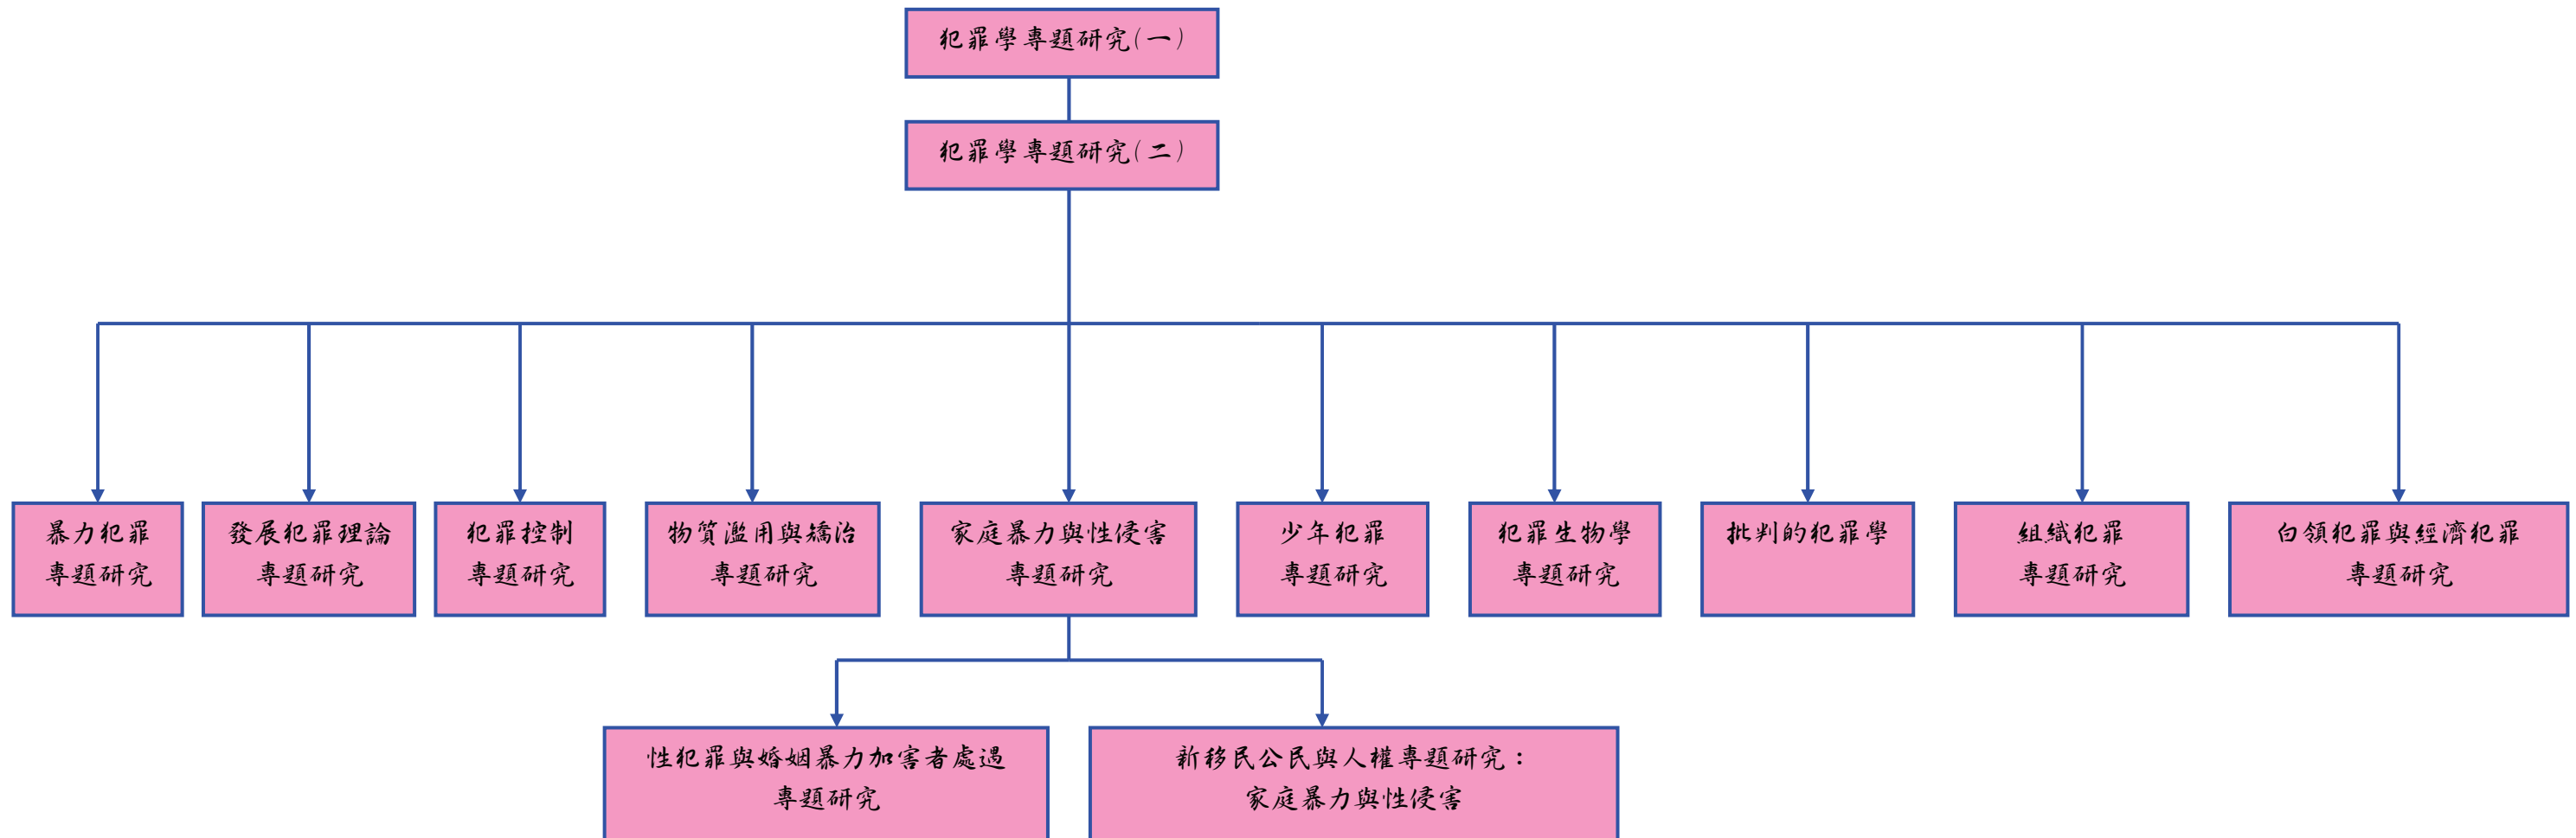 犯罪學專題研究(一)
犯罪學專題研究(二)
暴力犯罪
專題研究
發展犯罪理論
專題研究
犯罪控制
專題研究
物質濫用與矯治
專題研究
家庭暴力與性侵害
專題研究
少年犯罪
專題研究
犯罪生物學
專題研究
批判的犯罪學
組織犯罪
專題研究
白領犯罪與經濟犯罪
專題研究
性犯罪與婚姻暴力加害者處遇
專題研究
新移民公民與人權專題研究：
家庭暴力與性侵害